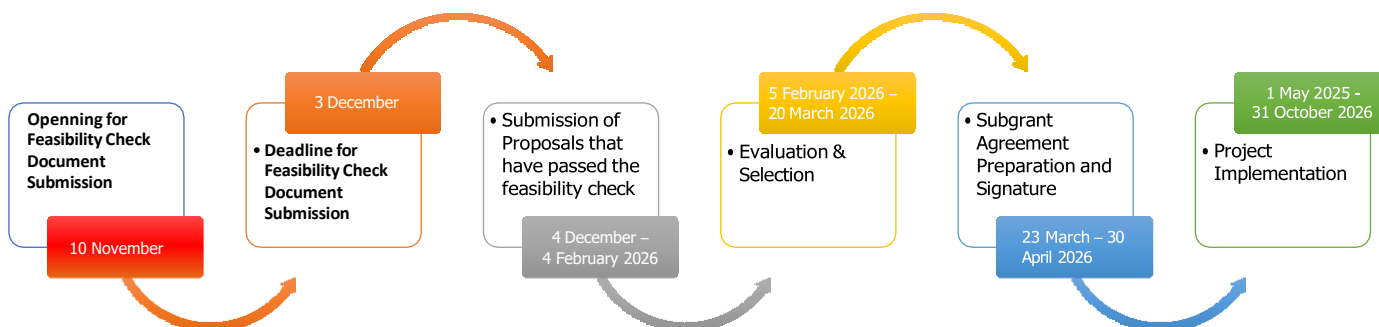 Openning for
Feasibility Check
Document
Submission
10 November
3 December
• Deadline for
Feasibility Check
Document
Submission
• Submission of
Proposals that
have passed the
feasibility check
4 December –
4 February 2026
5 February 2026 –
20 March 2026
• Evaluation &
Selection
• Subgrant
Agreement
Preparation and
Signature
23 March – 30
April 2026
1 May 2025 -
31 October 2026
• Project
Implementation